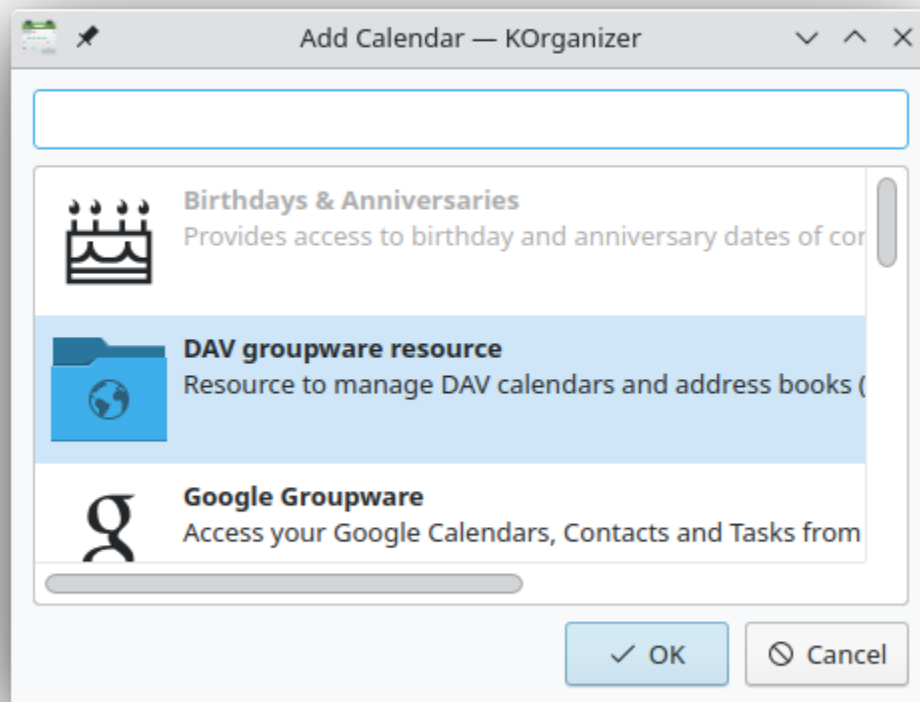 Add Calendar — KOrganizer
Birthdays & Anniversaries
Provides access to birthday and anniversary dates of
DAV groupware resource
Resource to manage DAV calendars and address books (
Google Groupware
Access your Google Calendars, Contacts and Tasks from
OK
Cancel